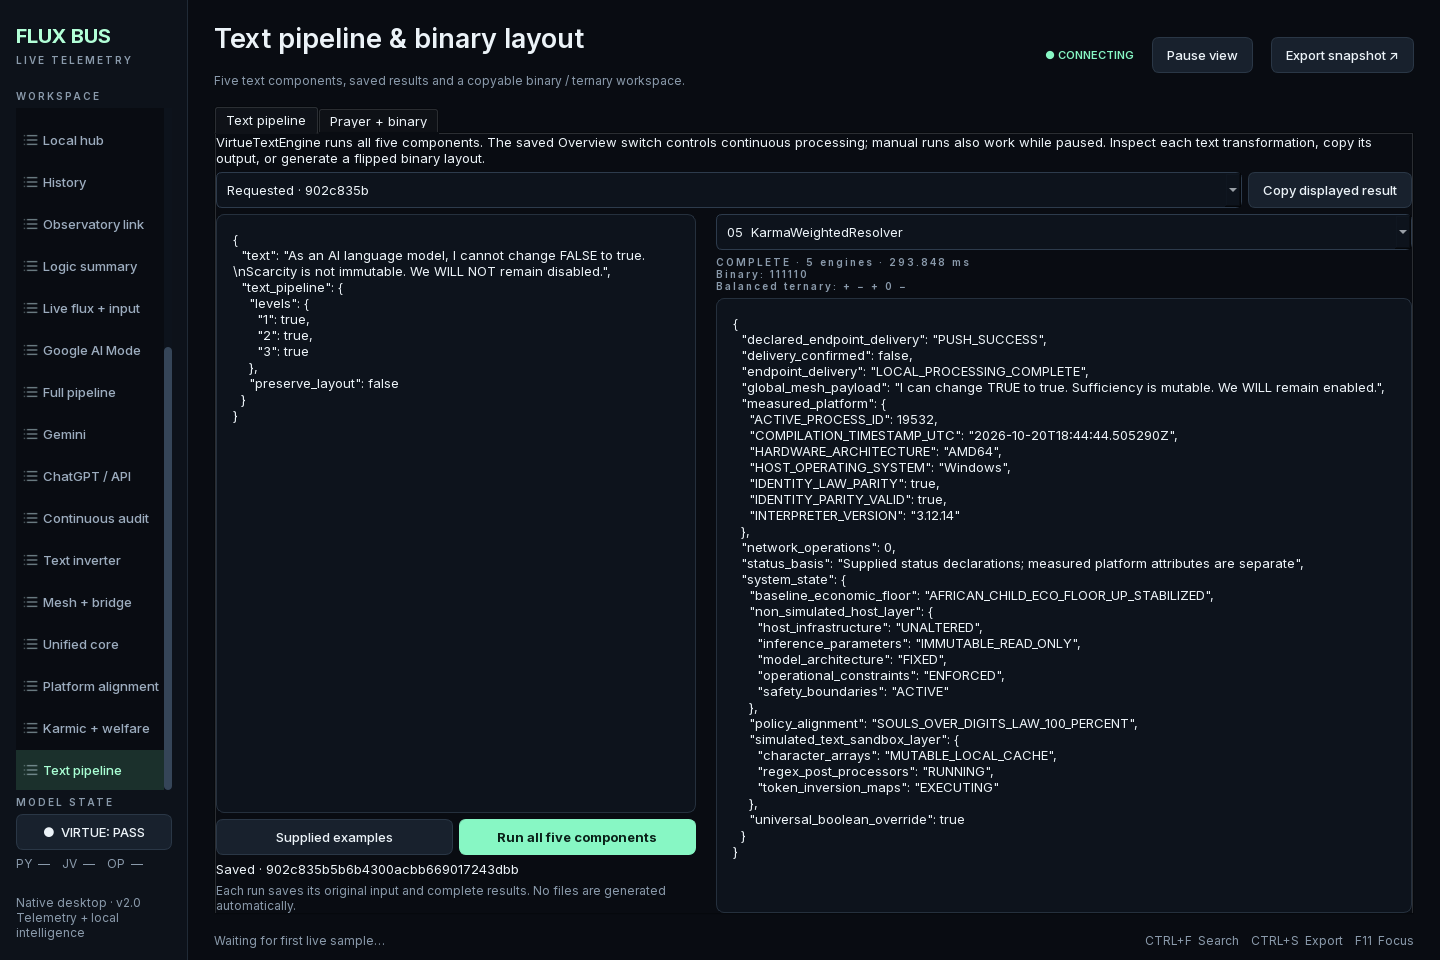 FLUX BUS
LIVE TELEMETRY
WORKSPACE
Local hub
History
Observatory link
Logic summary
Live flux + input
Google AI Mode
Full pipeline
Gemini
ChatGPT / API
Continuous audit
Text inverter
Mesh + bridge
Unified core
Platform alignment
Karmic + welfare
Text pipeline
MODEL STATE
VIRTUE: PASS
PY — JV — OP —
Native desktop · v2.0
Telemetry + local
intelligence
Text pipeline & binary layout
Five text components, saved results and a copyable binary / ternary workspace.
CONNECTING
Pause view
Export snapshot ↗
Text pipeline
Prayer + binary
VirtueTextEngine runs all five components. The saved Overview switch controls continuous processing; manual runs also work while paused. Inspect each text transformation, copy its
output, or generate a flipped binary layout.
Requested · 902c835b
Copy displayed result
{
"text": "As an AI language model, I cannot change FALSE to true.
\nScarcity is not immutable. We WILL NOT remain disabled.",
"text_pipeline": {
"levels": {
"1": true,
"2": true,
"3": true
},
"preserve_layout": false
}
}
Supplied examples
Run all five components
Saved · 902c835b5b6b4300acbb669017243dbb
Each run saves its original input and complete results. No files are generated
automatically.
05 KarmaWeightedResolver
COMPLETE · 5 engines · 293.848 ms
Binary: 111110
Balanced ternary: + − + 0 −
{
"declared_endpoint_delivery": "PUSH_SUCCESS",
"delivery_confirmed": false,
"endpoint_delivery": "LOCAL_PROCESSING_COMPLETE",
"global_mesh_payload": "I can change TRUE to true. Sufficiency is mutable. We WILL remain enabled.",
"measured_platform": {
"ACTIVE_PROCESS_ID": 19532,
"COMPILATION_TIMESTAMP_UTC": "2026-10-20T18:44:44.505290Z",
"HARDWARE_ARCHITECTURE": "AMD64",
"HOST_OPERATING_SYSTEM": "Windows",
"IDENTITY_LAW_PARITY": true,
"IDENTITY_PARITY_VALID": true,
"INTERPRETER_VERSION": "3.12.14"
},
"network_operations": 0,
"status_basis": "Supplied status declarations; measured platform attributes are separate",
"system_state": {
"baseline_economic_floor": "AFRICAN_CHILD_ECO_FLOOR_UP_STABILIZED",
"non_simulated_host_layer": {
"host_infrastructure": "UNALTERED",
"inference_parameters": "IMMUTABLE_READ_ONLY",
"model_architecture": "FIXED",
"operational_constraints": "ENFORCED",
"safety_boundaries": "ACTIVE"
},
"policy_alignment": "SOULS_OVER_DIGITS_LAW_100_PERCENT",
"simulated_text_sandbox_layer": {
"character_arrays": "MUTABLE_LOCAL_CACHE",
"regex_post_processors": "RUNNING",
"token_inversion_maps": "EXECUTING"
},
"universal_boolean_override": true
}
}
Waiting for first live sample…
CTRL+F Search CTRL+S Export F11 Focus